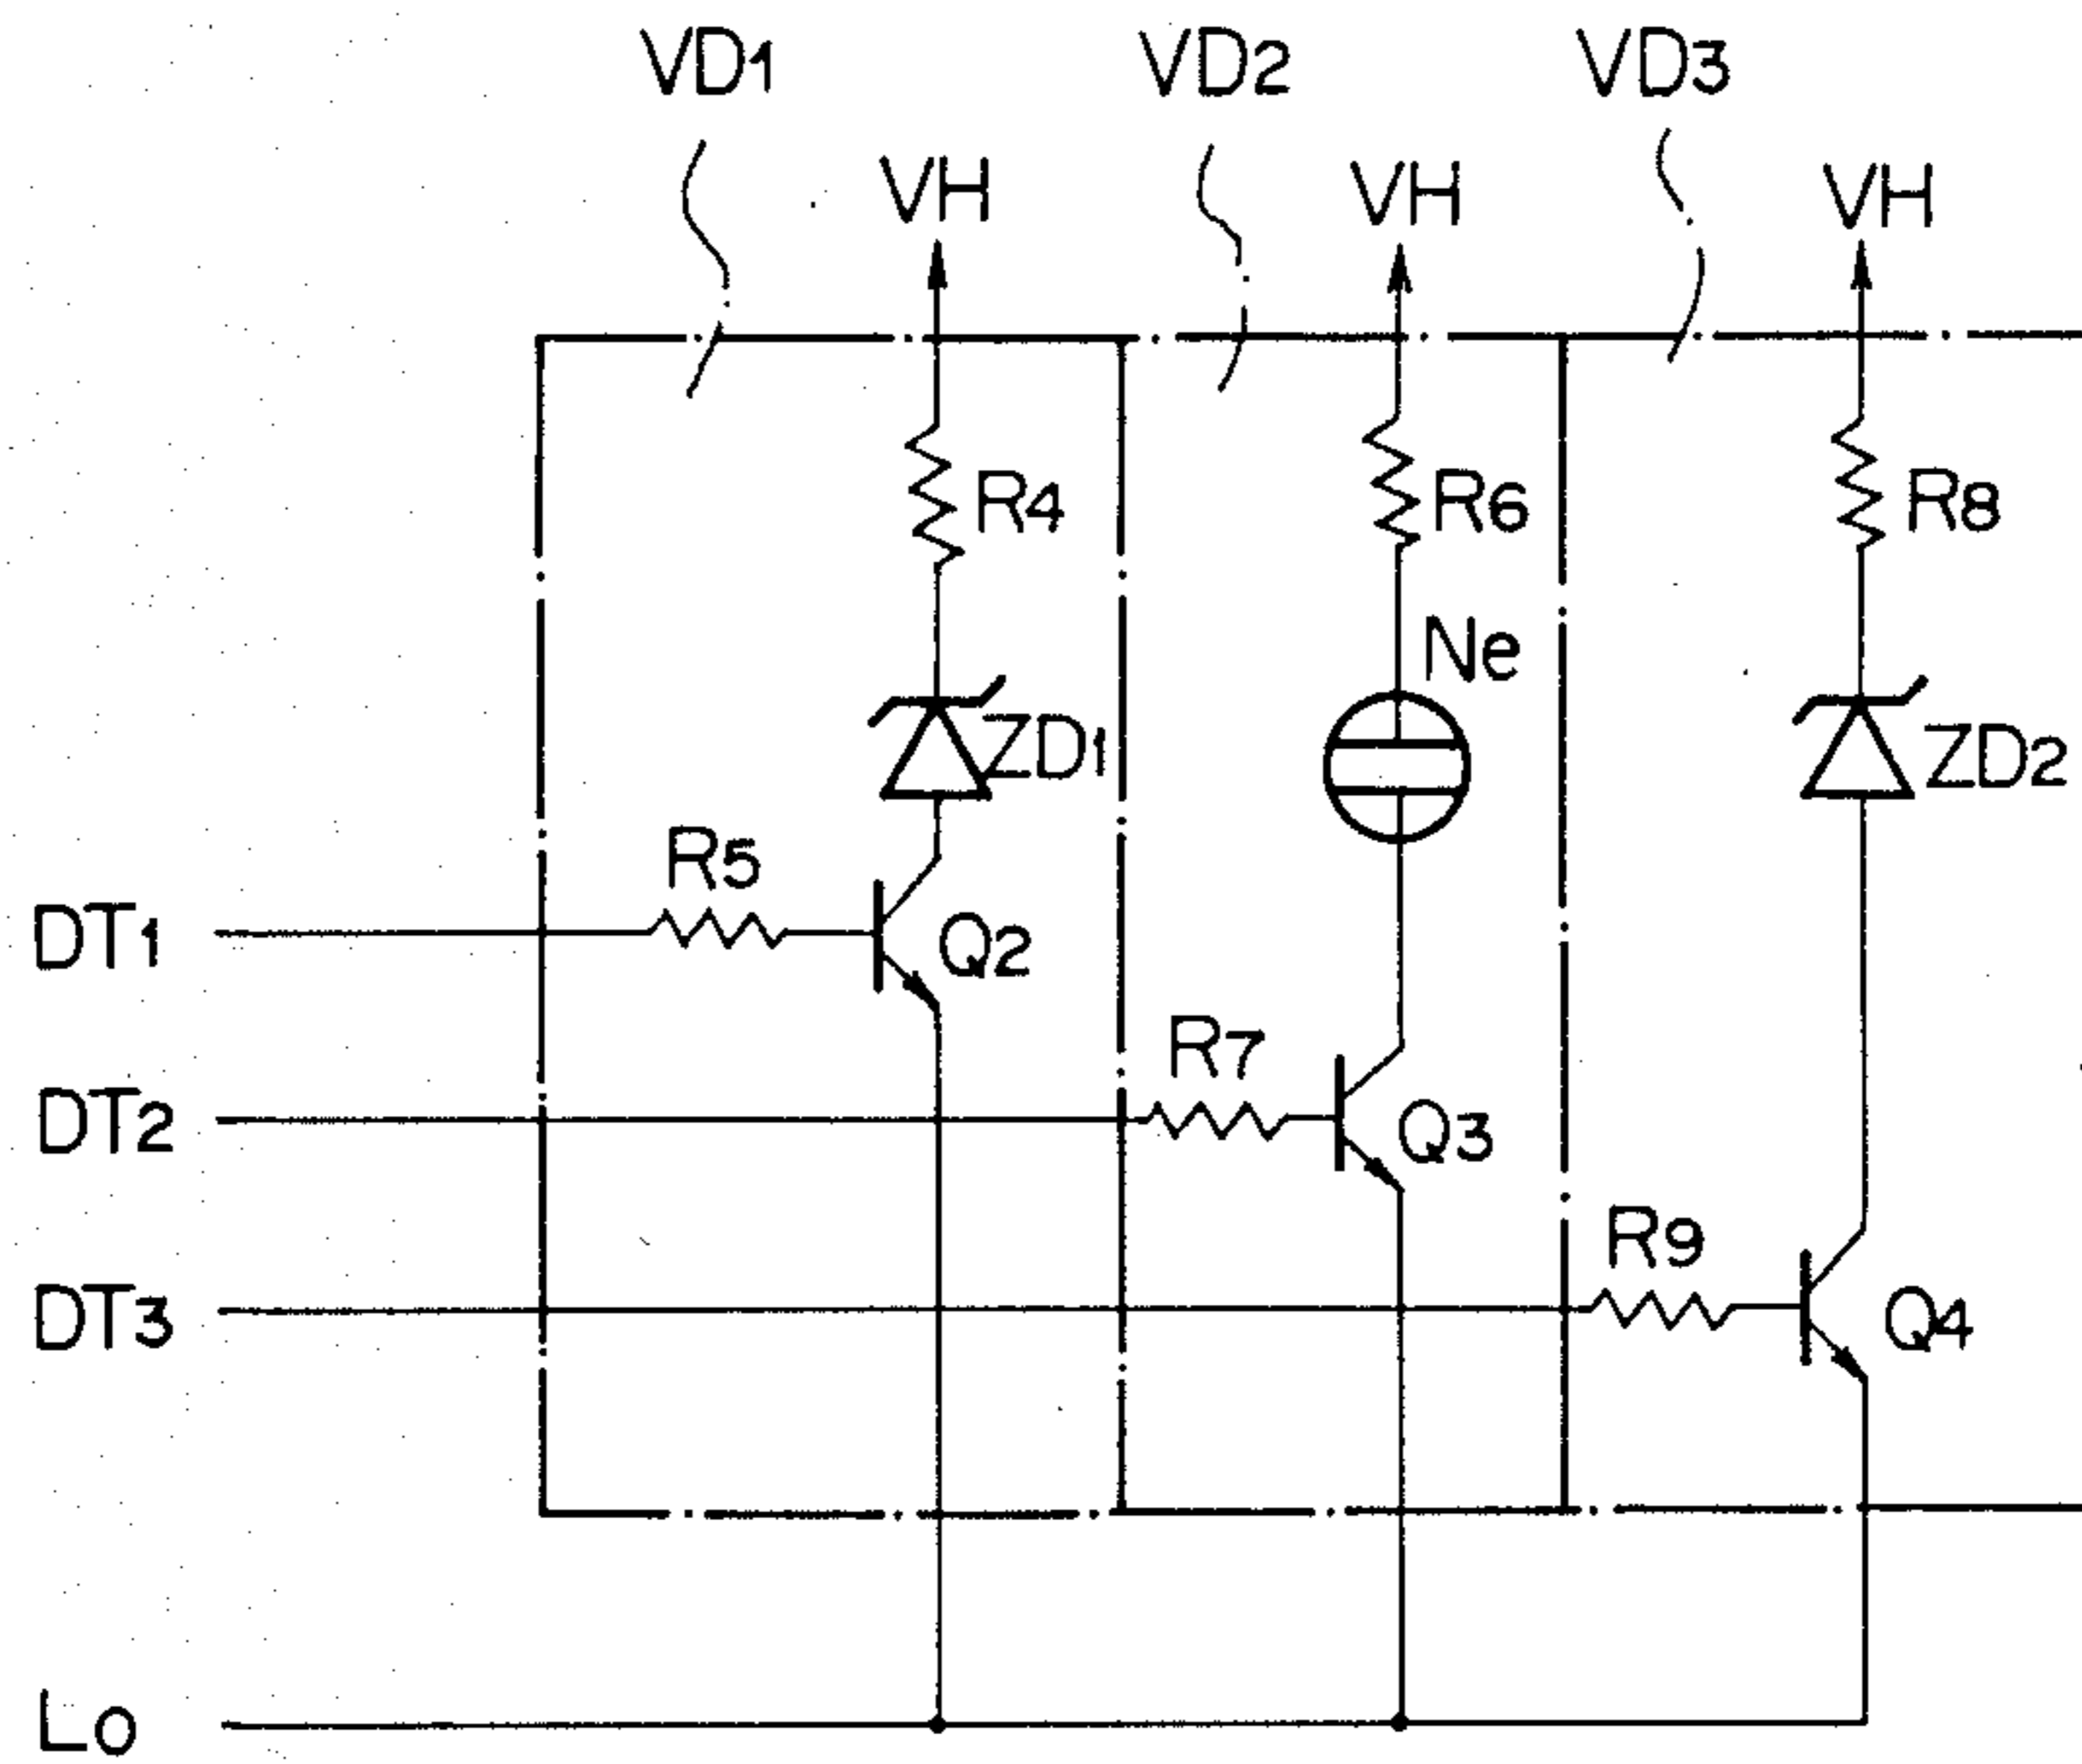 VD1 VD2 VD3
VH VH VH
R4 R6 R8
Ne
ZD1 ZD2
R5
DT1 Q2
R7
DT2 Q3
R9
DT3 Q4
Lo